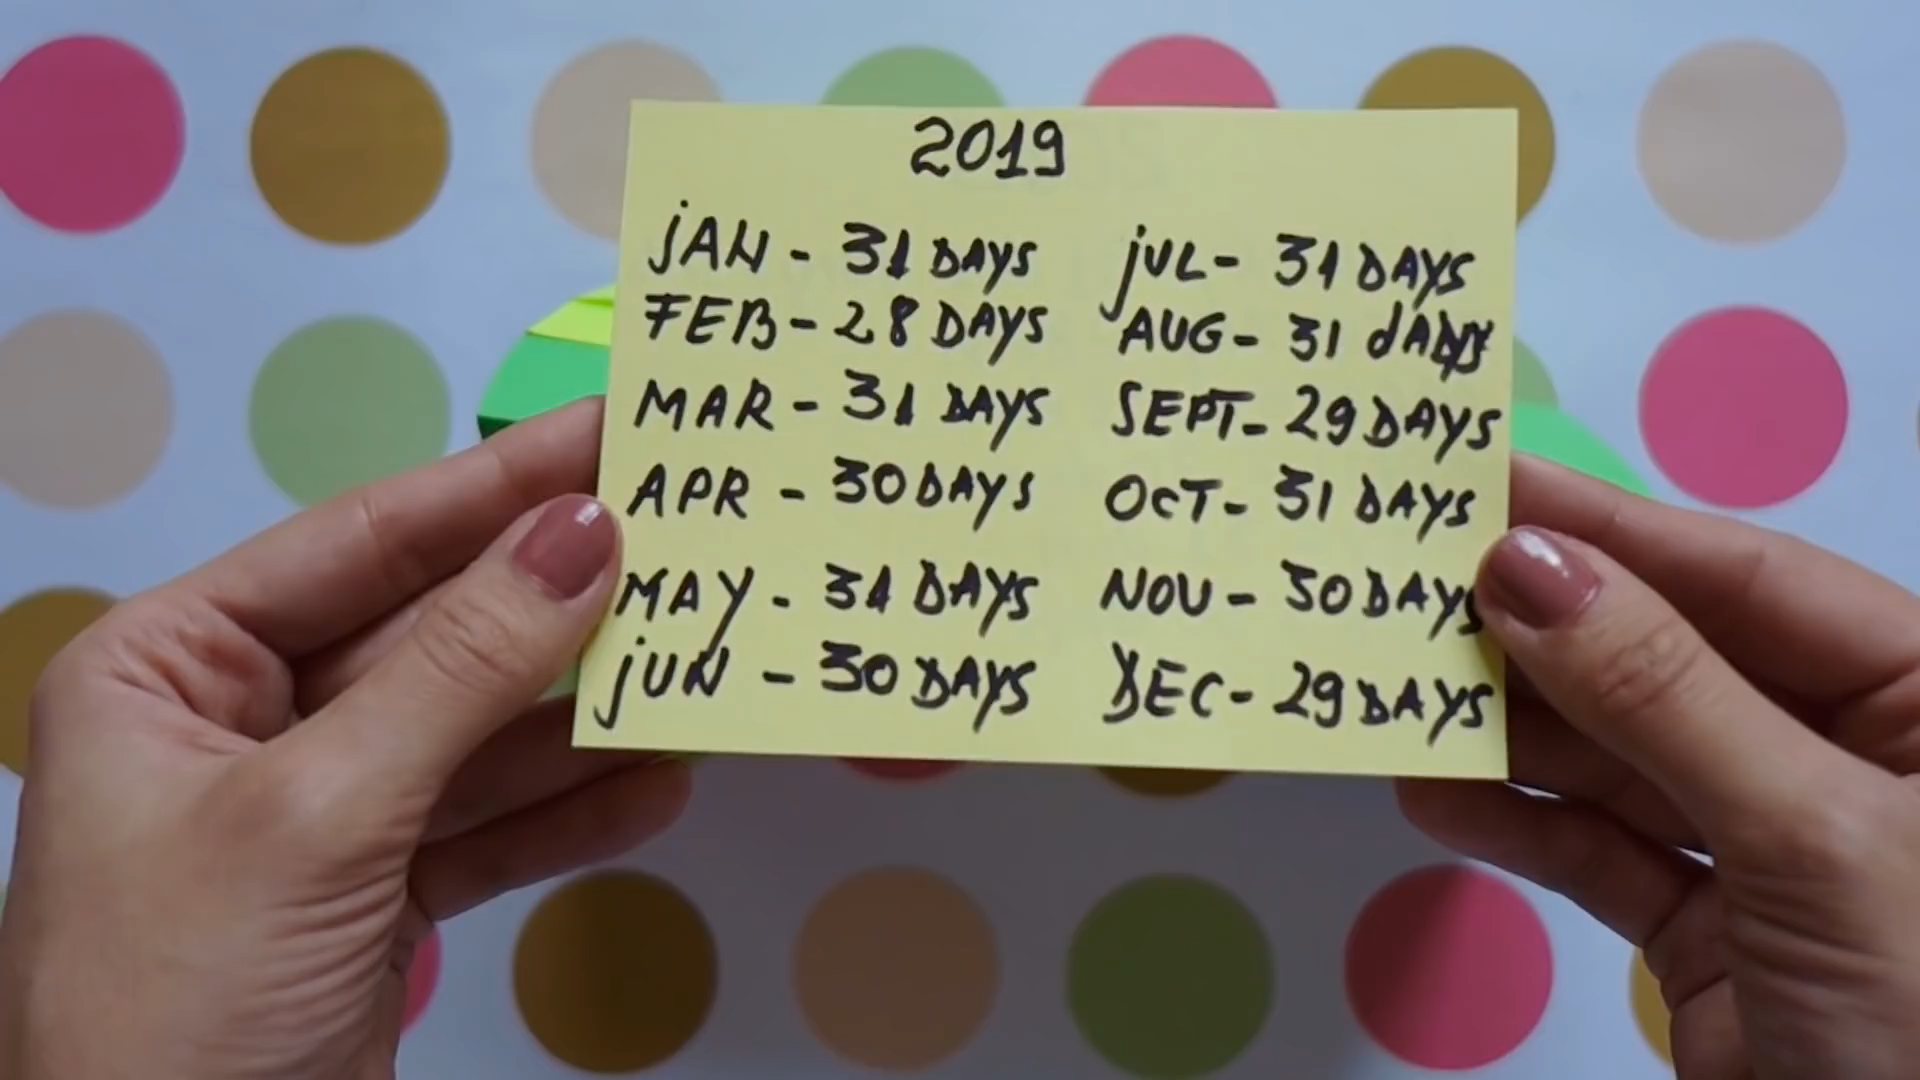 2019
jAN - 31 DAYS
FEB - 28 DAYS
MAR - 31 DAYS
APR - 30 DAYS
MAY - 31 DAYS
jUN - 30 DAYS
jUL - 31 DAYS
AUG - 31 dAYS
SEPT - 29 DAYS
OcT - 31 DAYS
NOV - 30 DAYS
DEC - 29 DAYS